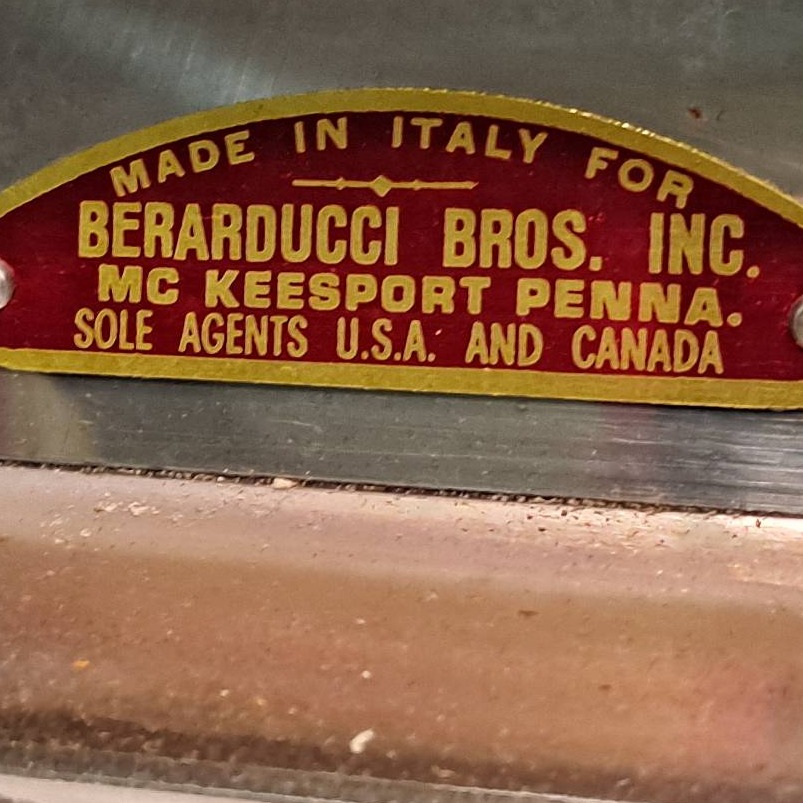 MADE IN ITALY FOR
BERARDUCCI BROS. INC.
MC KEESPORT PENNA.
SOLE AGENTS U.S.A. AND CANADA